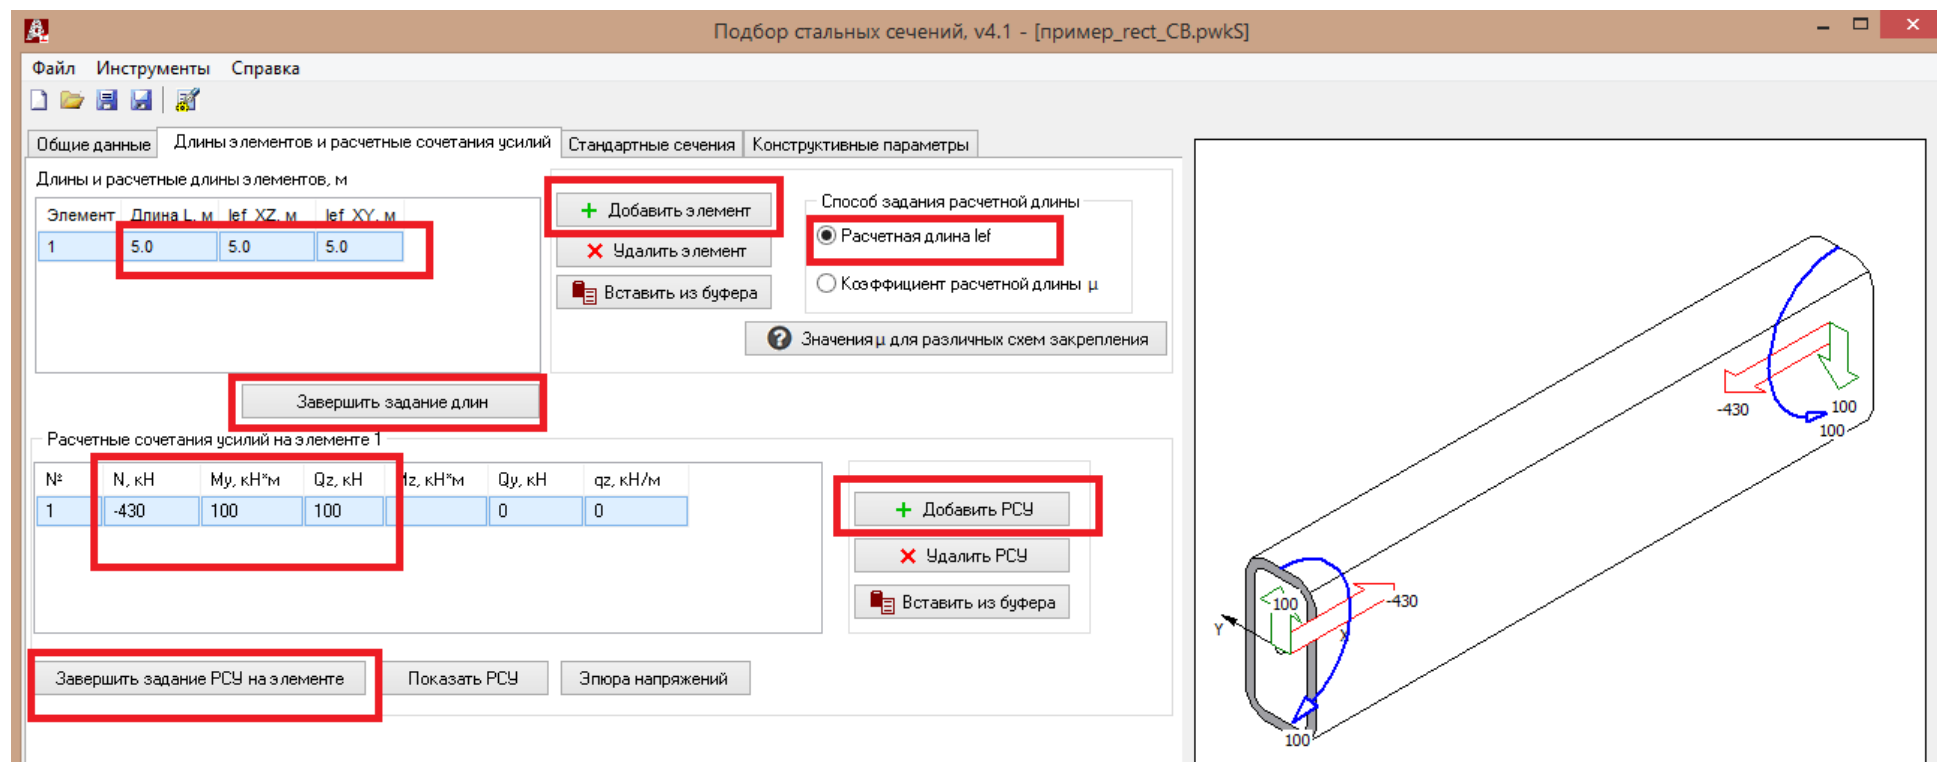 Подбор стальных сечений, v4.1 - [пример_rect_СВ.pwkS]
Файл Инструменты Справка
Общие данные Длины элементов и расчетные сочетания усилий Стандартные сечения Конструктивные параметры
Длины и расчетные длины элементов, м
Элемент Длина L, м lef_XZ, м lef_XY, м
1 5.0 5.0 5.0
Добавить элемент
Удалить элемент
Вставить из буфера
Способ задания расчетной длины
Расчетная длина lef
Коэффициент расчетной длины μ
Значения μ для различных схем закрепления
Завершить задание длин
Расчетные сочетания усилий на элементе 1
№ N, кН My, кН*м Qz, кН Mz, кН*м Qy, кН qz, кН/м
1 -430 100 100 0 0
Добавить РСУ
Удалить РСУ
Вставить из буфера
Завершить задание РСУ на элементе Показать РСУ Эпюра напряжений
-430
100
100
100
-430
Y
X
100